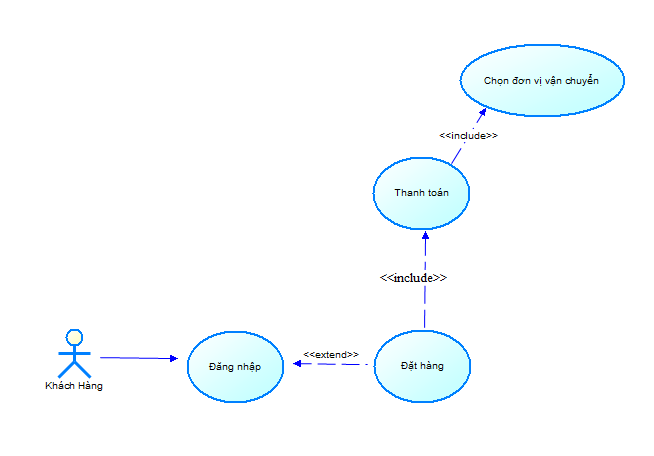 Chọn đơn vị vận chuyển
<<include>>
Thanh toán
<<include>>
<<extend>>
Đăng nhập
Đặt hàng
Khách Hàng